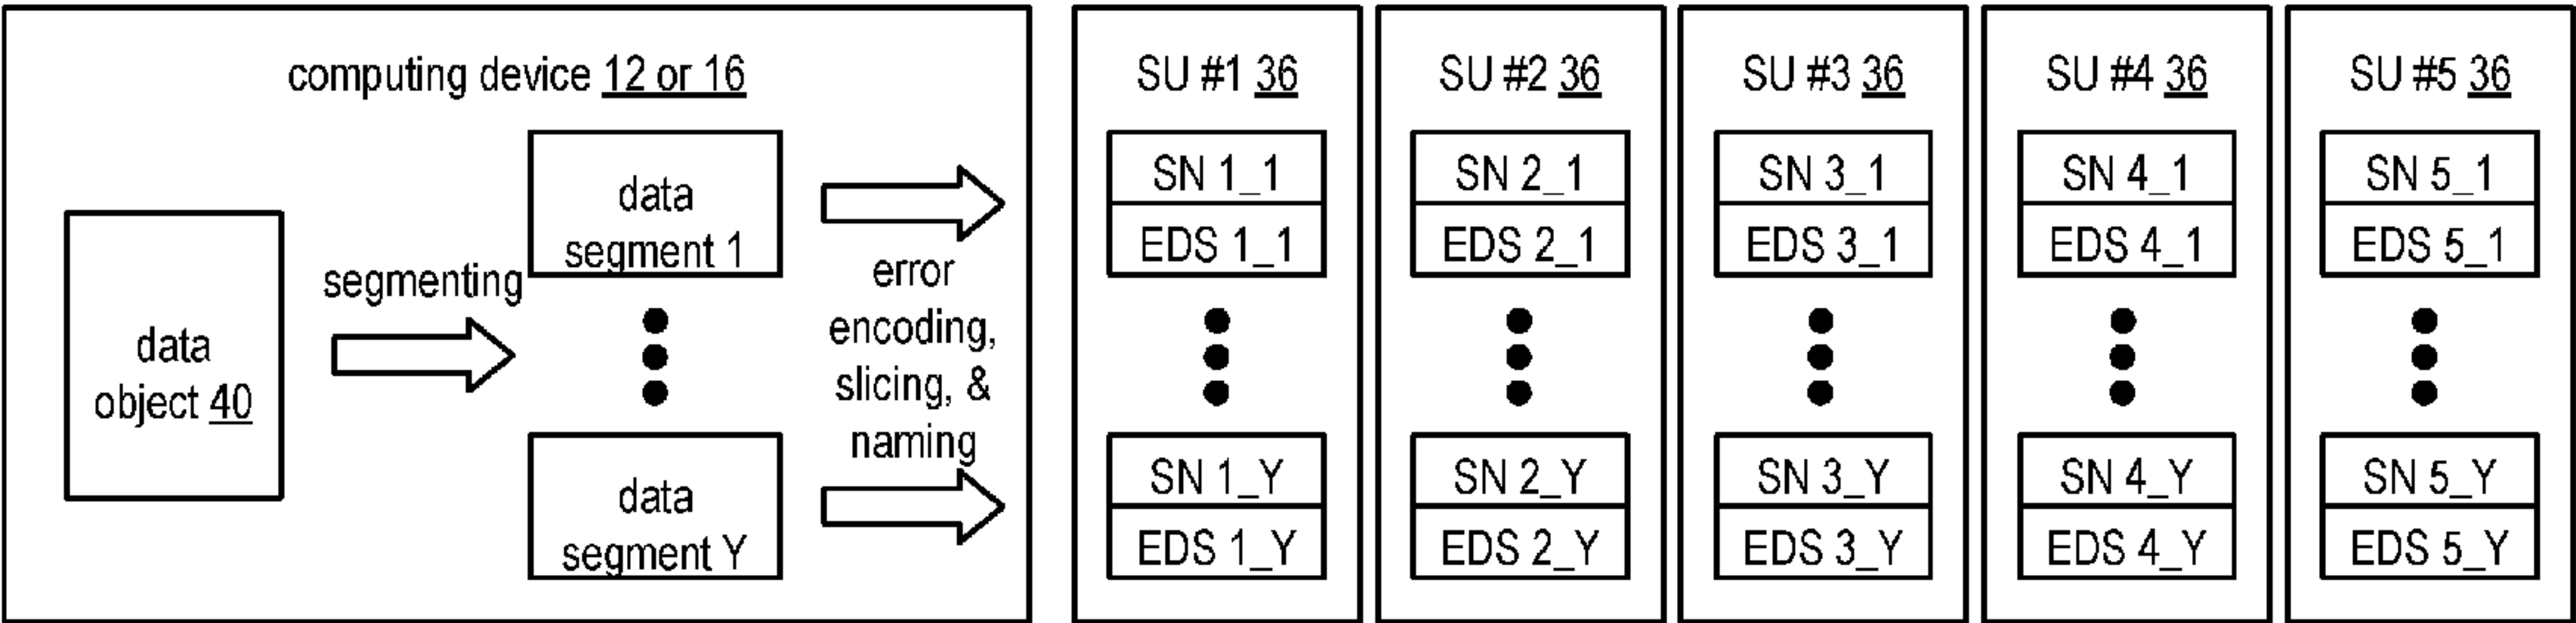 computing device 12 or 16
data
object 40
segmenting
data
segment 1
data
segment Y
error
encoding,
slicing, &
naming
SU #1 36
SN 1_1
EDS 1_1
SN 1_Y
EDS 1_Y
SU #2 36
SN 2_1
EDS 2_1
SN 2_Y
EDS 2_Y
SU #3 36
SN 3_1
EDS 3_1
SN 3_Y
EDS 3_Y
SU #4 36
SN 4_1
EDS 4_1
SN 4_Y
EDS 4_Y
SU #5 36
SN 5_1
EDS 5_1
SN 5_Y
EDS 5_Y